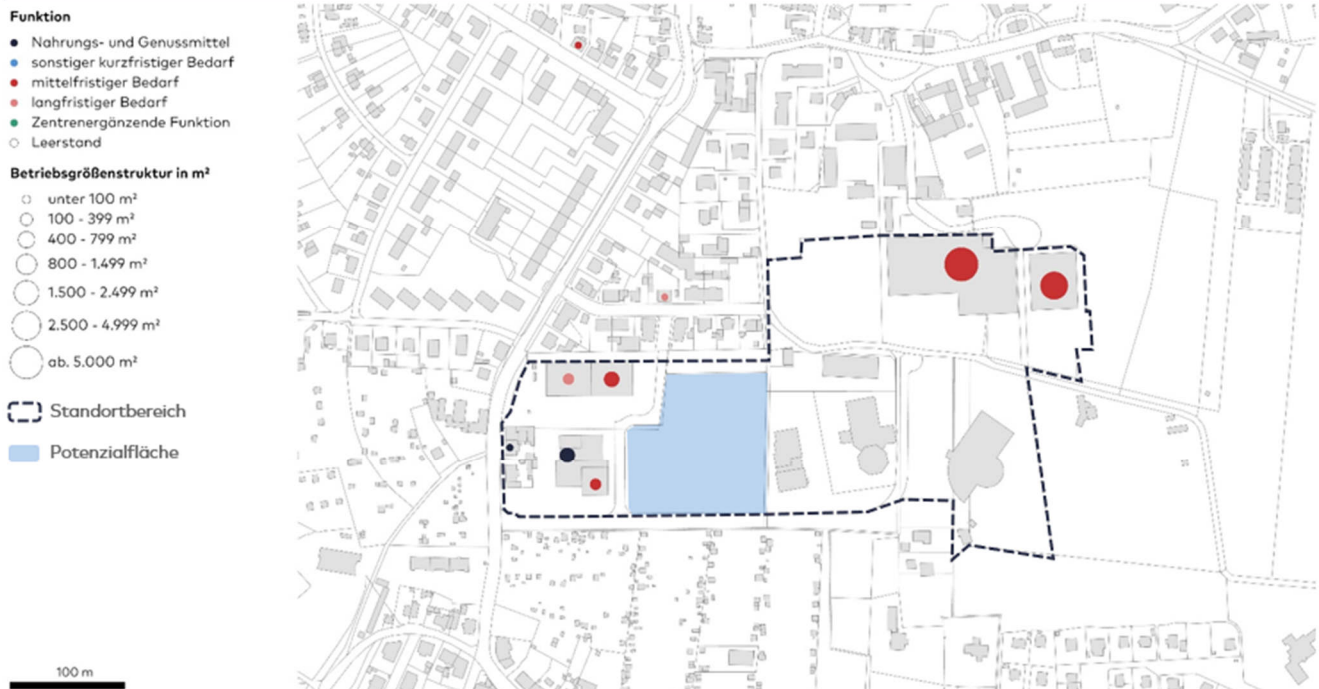 Funktion
Nahrungs- und Genussmittel
sonstiger kurzfristiger Bedarf
mittelfristiger Bedarf
langfristiger Bedarf
Zentrenergänzende Funktion
Leerstand
Betriebsgrößenstruktur in m²
unter 100 m²
100 - 399 m²
400 - 799 m²
800 - 1.499 m²
1.500 - 2.499 m²
2.500 - 4.999 m²
ab. 5.000 m²
Standortbereich
Potenzialfläche
100 m